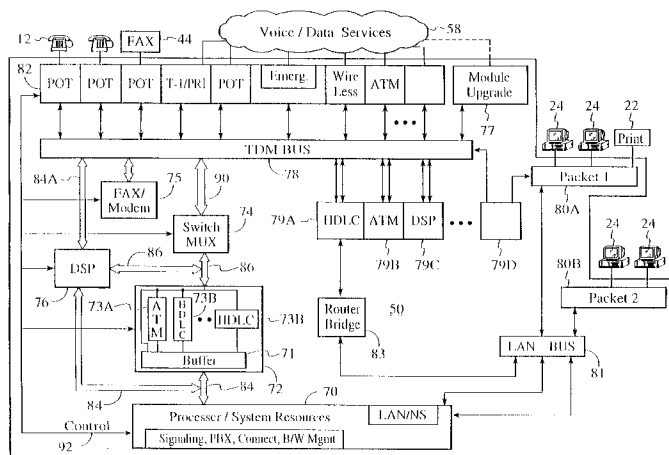 12
FAX
44
Voice / Data Services
58
82
POT
POT
POT
T-1/PRI
POT
Emerg.
Wire
Less
ATM
Module
Upgrade
77
24
24
22
Print
TDM BUS
78
84A
FAX/
Modem
75
90
74
Switch
MUX
79A
HDLC
ATM
DSP
79B
79C
79D
Packet 1
80A
24
24
80B
Packet 2
DSP
76
86
86
73A
ATM
HDLC
73B
HDLC
73B
Buffer
71
72
Router
Bridge
50
83
LAN BUS
81
84
84
70
Processer / System Resources
LAN/NS
Control
92
Signaling, PBX, Connect, B/W Mgmt